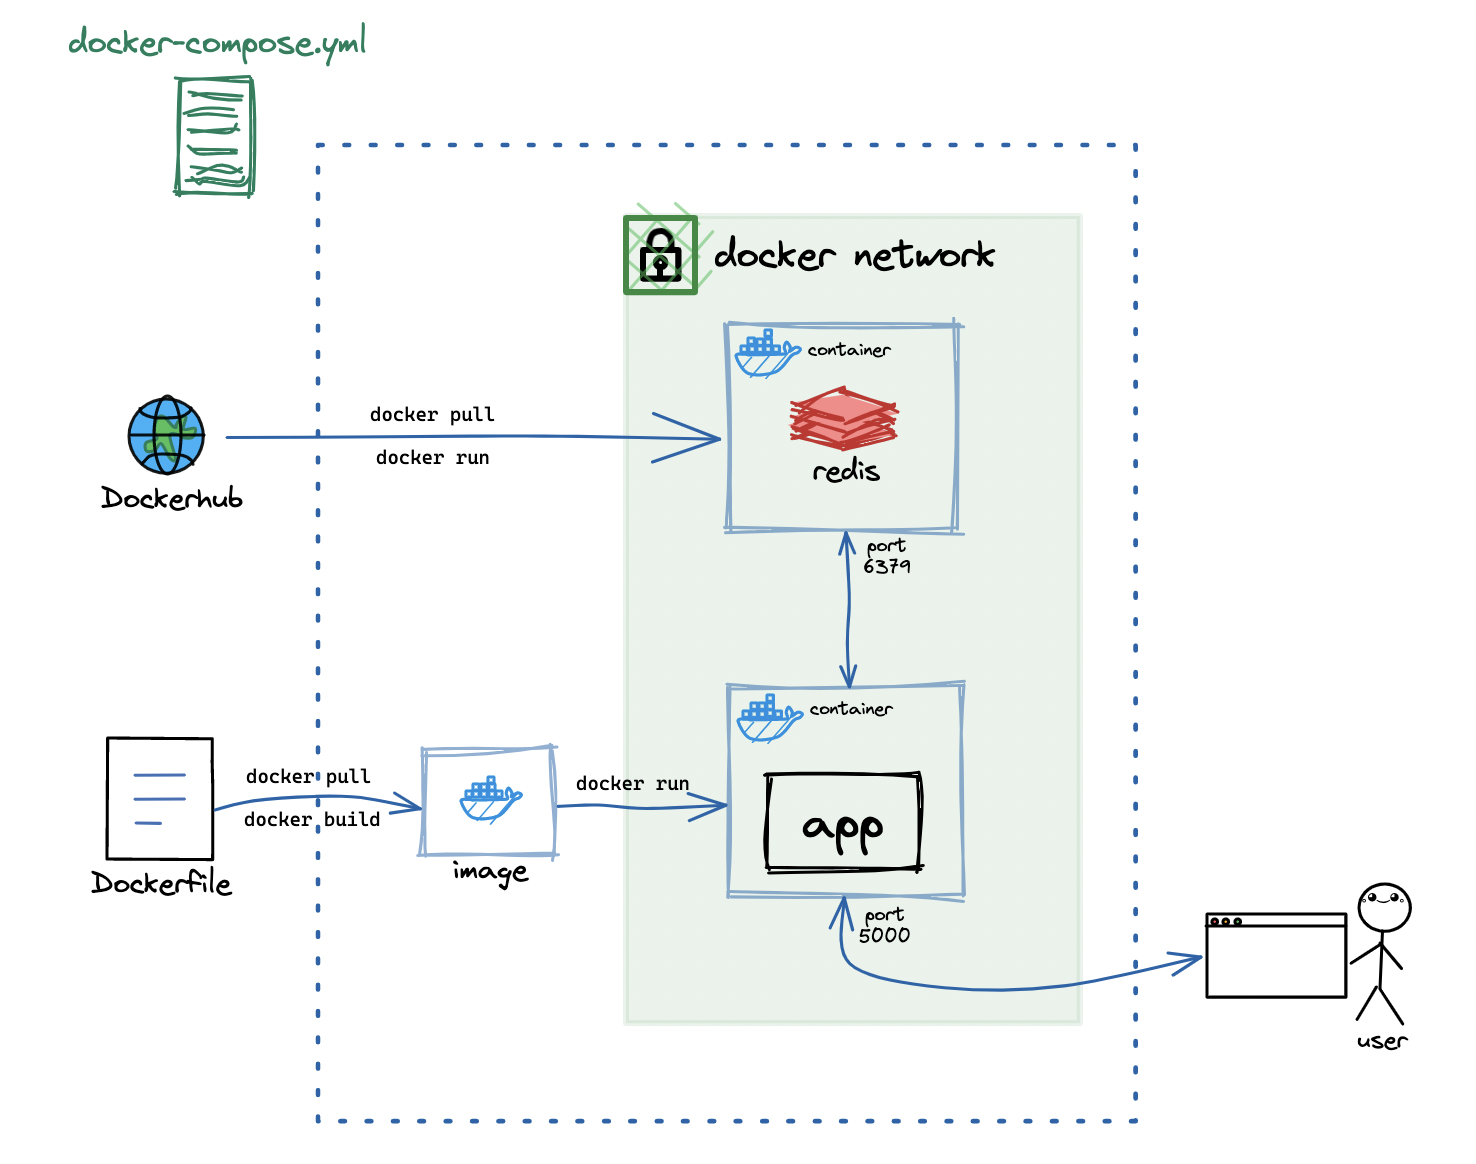 docker-compose.yml
docker network
container
redis
docker pull
docker run
Dockerhub
port
6379
container
app
docker pull
docker build
docker run
image
Dockerfile
port
5000
user